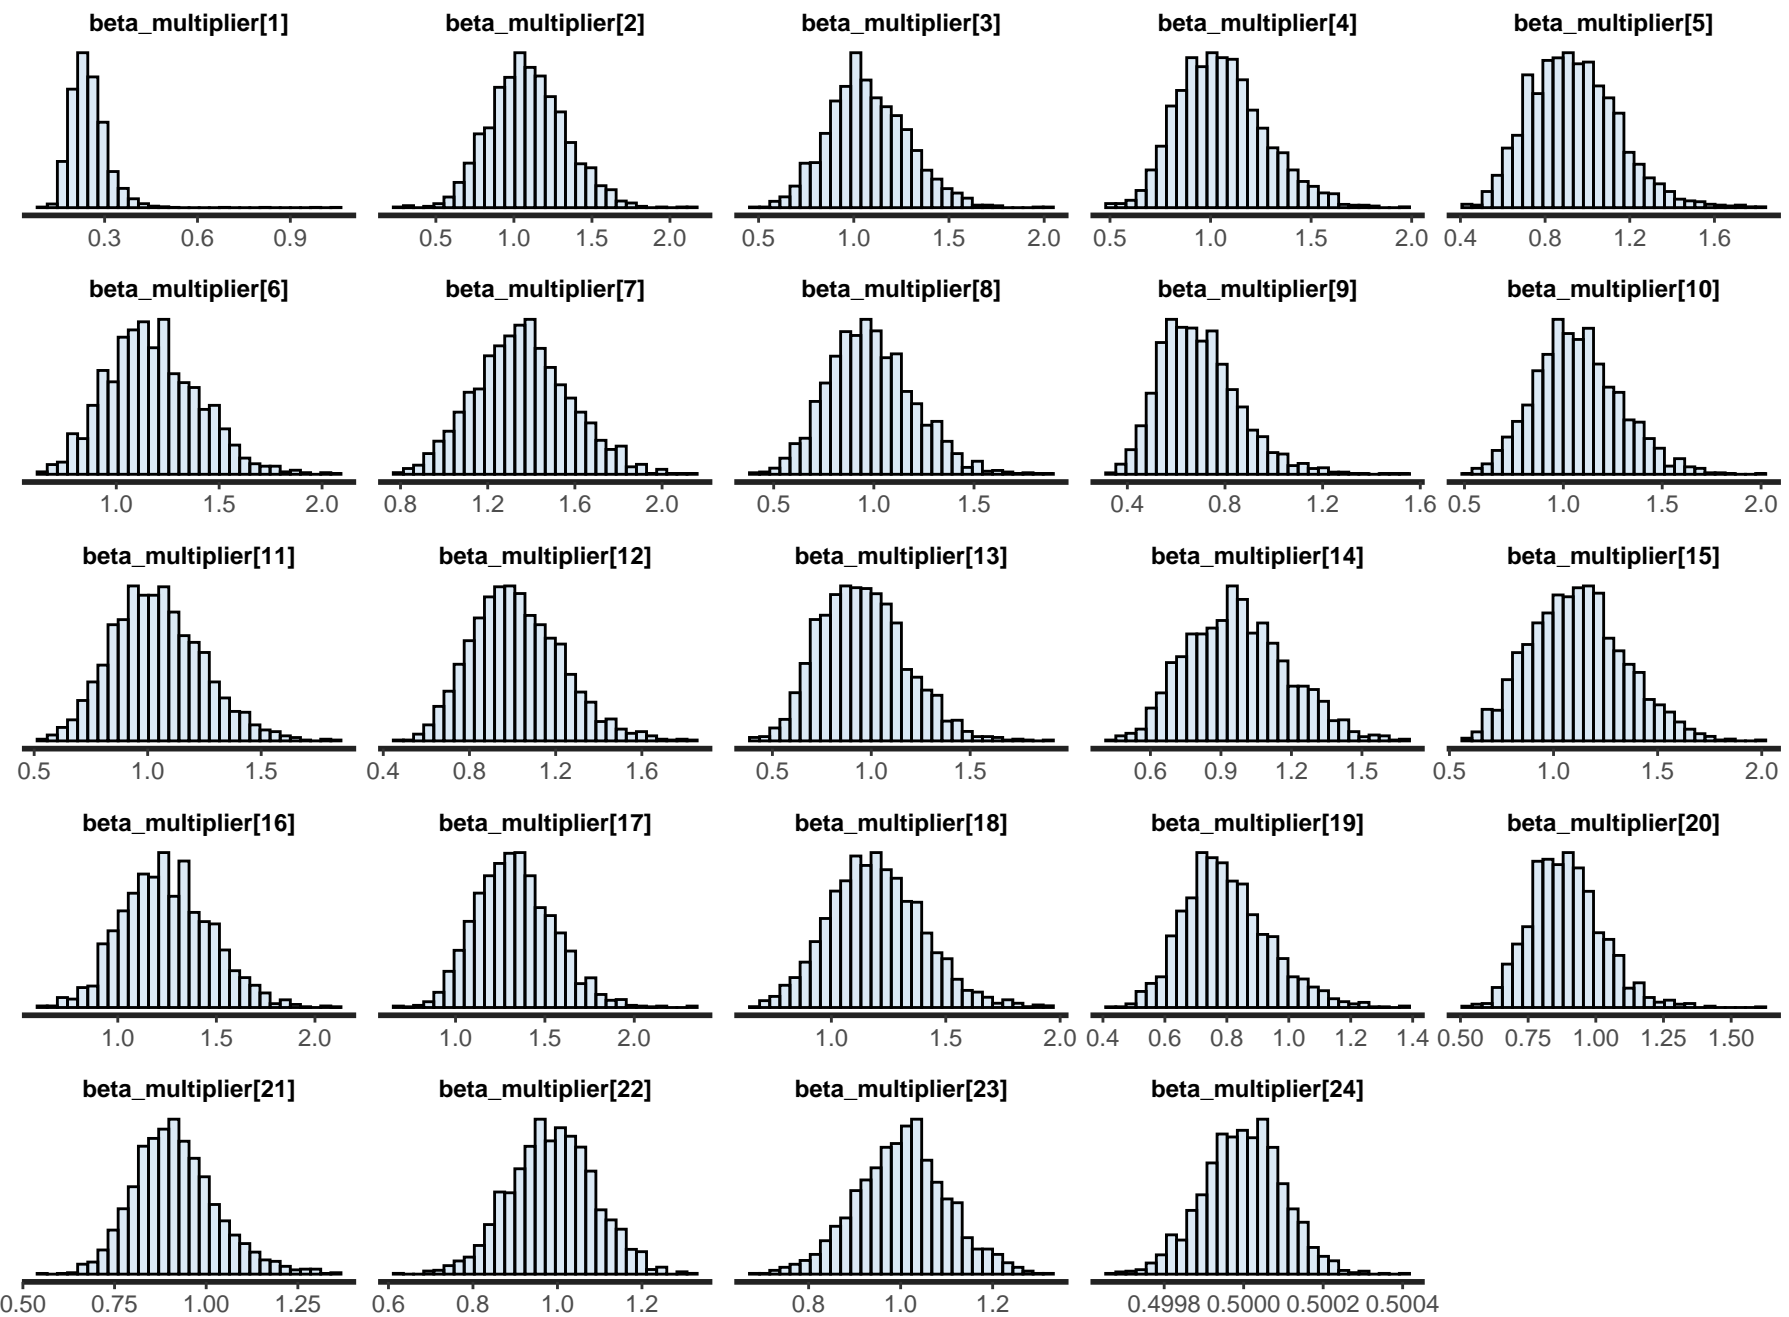 beta_multiplier[1] beta_multiplier[2] beta_multiplier[3] beta_multiplier[4] beta_multiplier[5]
0.3 0.6 0.9 0.5 1.0 1.5 2.0 0.5 1.0 1.5 2.0 0.5 1.0 1.5 2.0 0.4 0.8 1.2 1.6
beta_multiplier[6] beta_multiplier[7] beta_multiplier[8] beta_multiplier[9] beta_multiplier[10]
1.0 1.5 2.0 0.8 1.2 1.6 2.0 0.5 1.0 1.5 0.4 0.8 1.2 1.6 0.5 1.0 1.5 2.0
beta_multiplier[11] beta_multiplier[12] beta_multiplier[13] beta_multiplier[14] beta_multiplier[15]
0.5 1.0 1.5 0.4 0.8 1.2 1.6 0.5 1.0 1.5 0.6 0.9 1.2 1.5 0.5 1.0 1.5 2.0
beta_multiplier[16] beta_multiplier[17] beta_multiplier[18] beta_multiplier[19] beta_multiplier[20]
1.0 1.5 2.0 1.0 1.5 2.0 1.0 1.5 2.0 0.4 0.6 0.8 1.0 1.2 1.4 0.50 0.75 1.00 1.25 1.50
beta_multiplier[21] beta_multiplier[22] beta_multiplier[23] beta_multiplier[24]
0.50 0.75 1.00 1.25 0.6 0.8 1.0 1.2 0.8 1.0 1.2 0.4998 0.5000 0.5002 0.5004